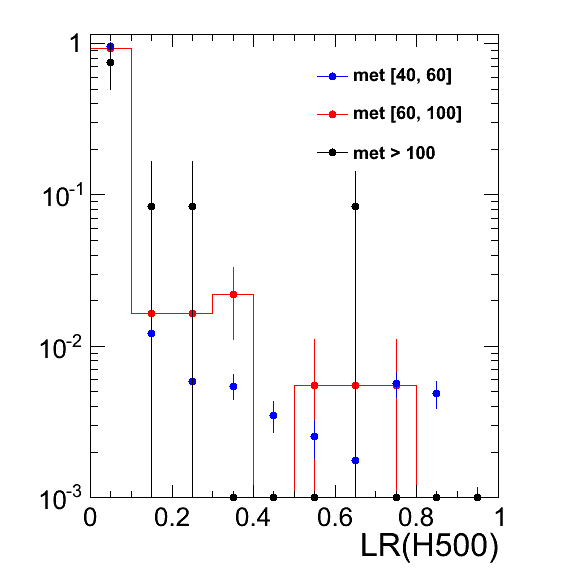 1
met [40, 60]
met [60, 100]
met > 100
10-1
10-2
10-3
0 0.2 0.4 0.6 0.8 1
LR(H500)